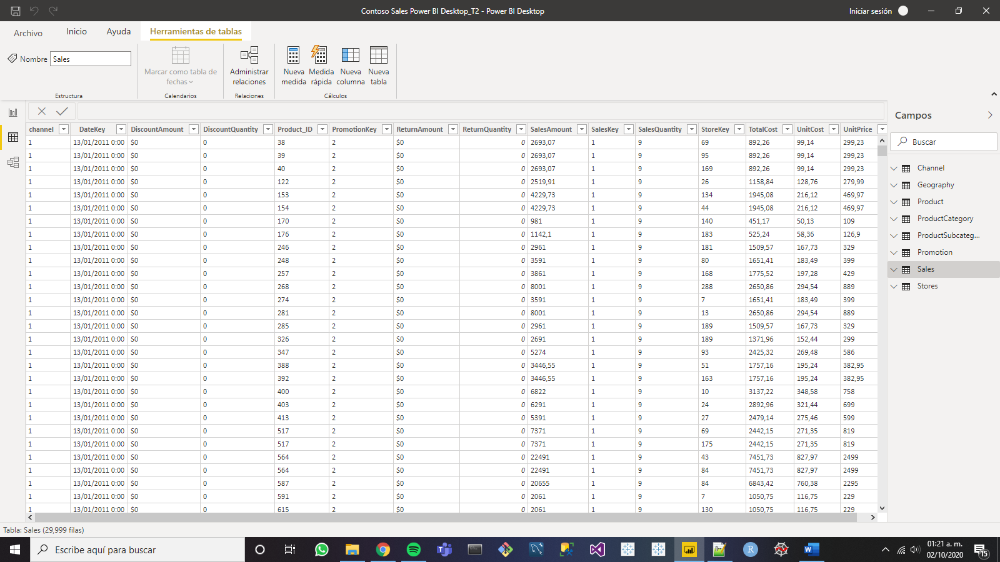 Contoso Sales Power BI Desktop_T2 - Power BI Desktop
Iniciar sesión
Archivo Inicio Ayuda Herramientas de tablas
Nombre Sales
Marcar como tabla de fechas
Administrar relaciones
Nueva medida
Medida rápida
Nueva columna
Nueva tabla
Estructura Calendarios Relaciones Cálculos
channel DateKey DiscountAmount DiscountQuantity Product_ID PromotionKey ReturnAmount ReturnQuantity SalesAmount SalesKey SalesQuantity StoreKey TotalCost UnitCost UnitPrice
1 13/01/2011 0:00 $0 0 38 2 $0 0 2693,07 1 9 69 892,26 99,14 299,23
1 13/01/2011 0:00 $0 0 39 2 $0 0 2693,07 1 9 95 892,26 99,14 299,23
1 13/01/2011 0:00 $0 0 40 2 $0 0 2693,07 1 9 169 892,26 99,14 299,23
1 13/01/2011 0:00 $0 0 122 2 $0 0 2519,91 1 9 26 1158,84 128,76 279,99
1 13/01/2011 0:00 $0 0 153 2 $0 0 4229,73 1 9 134 1945,08 216,12 469,97
1 13/01/2011 0:00 $0 0 154 2 $0 0 4229,73 1 9 44 1945,08 216,12 469,97
1 13/01/2011 0:00 $0 0 170 2 $0 0 981 1 9 140 451,17 50,13 109
1 13/01/2011 0:00 $0 0 176 2 $0 0 1142,1 1 9 183 525,24 58,36 126,9
1 13/01/2011 0:00 $0 0 246 2 $0 0 2961 1 9 181 1509,57 167,73 329
1 13/01/2011 0:00 $0 0 248 2 $0 0 3591 1 9 80 1651,41 183,49 399
1 13/01/2011 0:00 $0 0 257 2 $0 0 3861 1 9 168 1775,52 197,28 429
1 13/01/2011 0:00 $0 0 268 2 $0 0 8001 1 9 288 2650,86 294,54 889
1 13/01/2011 0:00 $0 0 274 2 $0 0 3591 1 9 7 1651,41 183,49 399
1 13/01/2011 0:00 $0 0 281 2 $0 0 8001 1 9 13 2650,86 294,54 889
1 13/01/2011 0:00 $0 0 285 2 $0 0 2961 1 9 189 1509,57 167,73 329
1 13/01/2011 0:00 $0 0 326 2 $0 0 2691 1 9 189 1371,96 152,44 299
1 13/01/2011 0:00 $0 0 347 2 $0 0 5274 1 9 93 2425,32 269,48 586
1 13/01/2011 0:00 $0 0 388 2 $0 0 3446,55 1 9 51 1757,16 195,24 382,95
1 13/01/2011 0:00 $0 0 392 2 $0 0 3446,55 1 9 163 1757,16 195,24 382,95
1 13/01/2011 0:00 $0 0 400 2 $0 0 6822 1 9 10 3137,22 348,58 758
1 13/01/2011 0:00 $0 0 403 2 $0 0 6291 1 9 24 2892,96 321,44 699
1 13/01/2011 0:00 $0 0 413 2 $0 0 5391 1 9 27 2479,14 275,46 599
1 13/01/2011 0:00 $0 0 517 2 $0 0 7371 1 9 69 2442,15 271,35 819
1 13/01/2011 0:00 $0 0 517 2 $0 0 7371 1 9 175 2442,15 271,35 819
1 13/01/2011 0:00 $0 0 564 2 $0 0 22491 1 9 43 7451,73 827,97 2499
1 13/01/2011 0:00 $0 0 564 2 $0 0 22491 1 9 84 7451,73 827,97 2499
1 13/01/2011 0:00 $0 0 587 2 $0 0 20655 1 9 84 6843,42 760,38 2295
1 13/01/2011 0:00 $0 0 591 2 $0 0 2061 1 9 7 1050,75 116,75 229
1 13/01/2011 0:00 $0 0 615 2 $0 0 2061 1 9 130 1050,75 116,75 229
Campos
Buscar
Channel
Geography
Product
ProductCategory
ProductSubcateg...
Promotion
Sales
Stores
Tabla: Sales (29,999 filas)
Escribe aquí para buscar
01:21 a. m.
02/10/2020
15